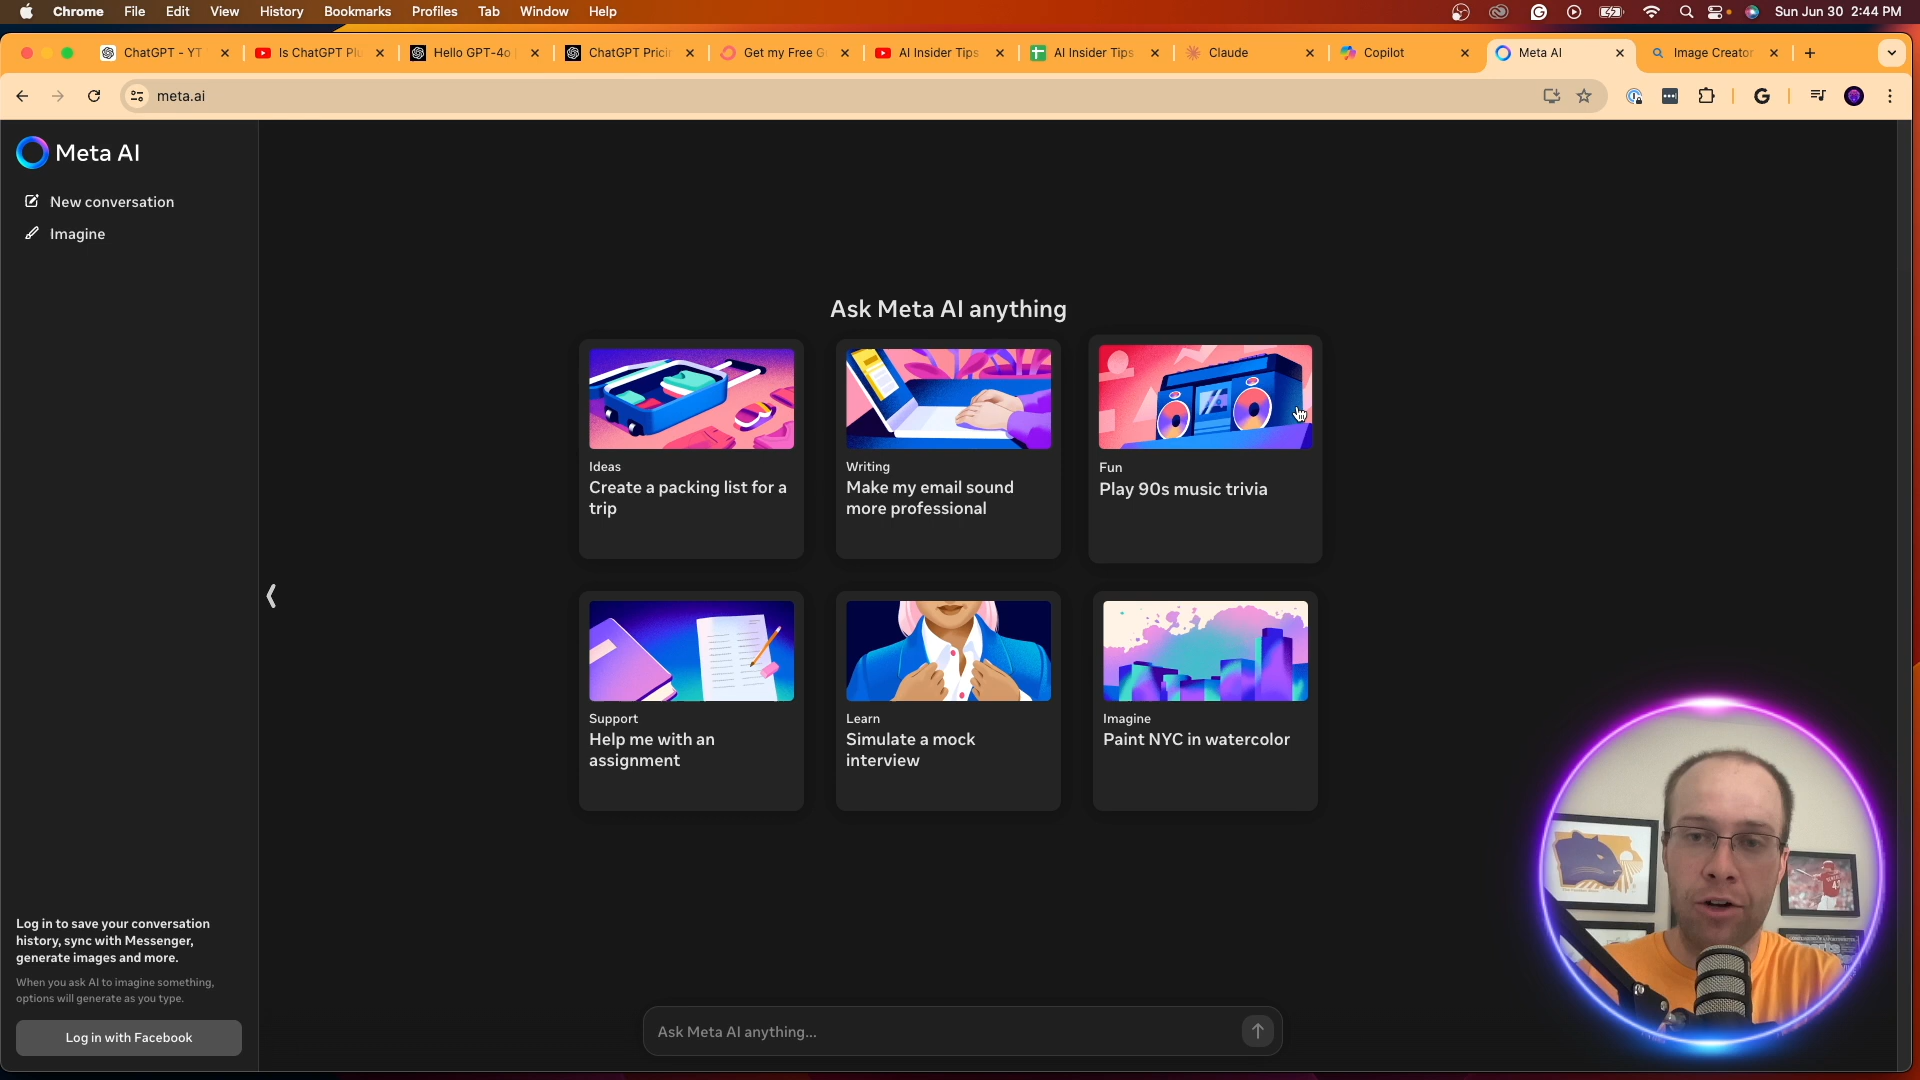 Chrome File Edit View History Bookmarks Profiles Tab Window Help Sun Jun 30 2:44 PM
ChatGPT - YT Is ChatGPT Plu Hello GPT-4o ChatGPT Pricin Get my Free G AI Insider Tips AI Insider Tips Claude Copilot Meta AI Image Creator
meta.ai
Meta AI
New conversation
Imagine
Ask Meta AI anything
Ideas
Create a packing list for a
trip
Writing
Make my email sound
more professional
Fun
Play 90s music trivia
Support
Help me with an
assignment
Learn
Simulate a mock
interview
Imagine
Paint NYC in watercolor
Log in to save your conversation
history, sync with Messenger,
generate images and more.
When you ask AI to imagine something,
options will generate as you type.
Log in with Facebook
Ask Meta AI anything...